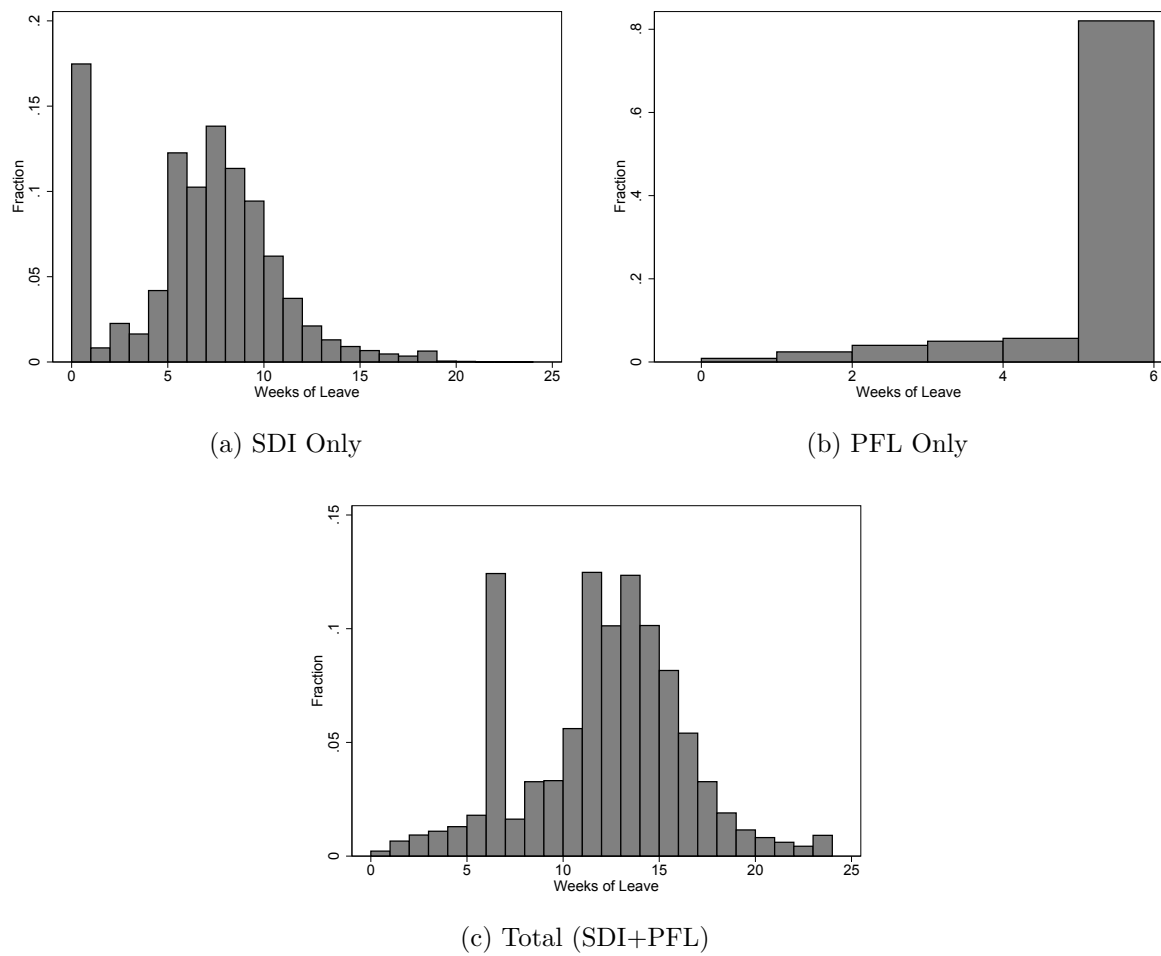 Fraction
0 .05 .1 .15 .2
0 5 10 15 20 25
Weeks of Leave
(a) SDI Only
Fraction
0 .2 .4 .6 .8
0 2 4 6
Weeks of Leave
(b) PFL Only
Fraction
0 .05 .1 .15
0 5 10 15 20 25
Weeks of Leave
(c) Total (SDI+PFL)